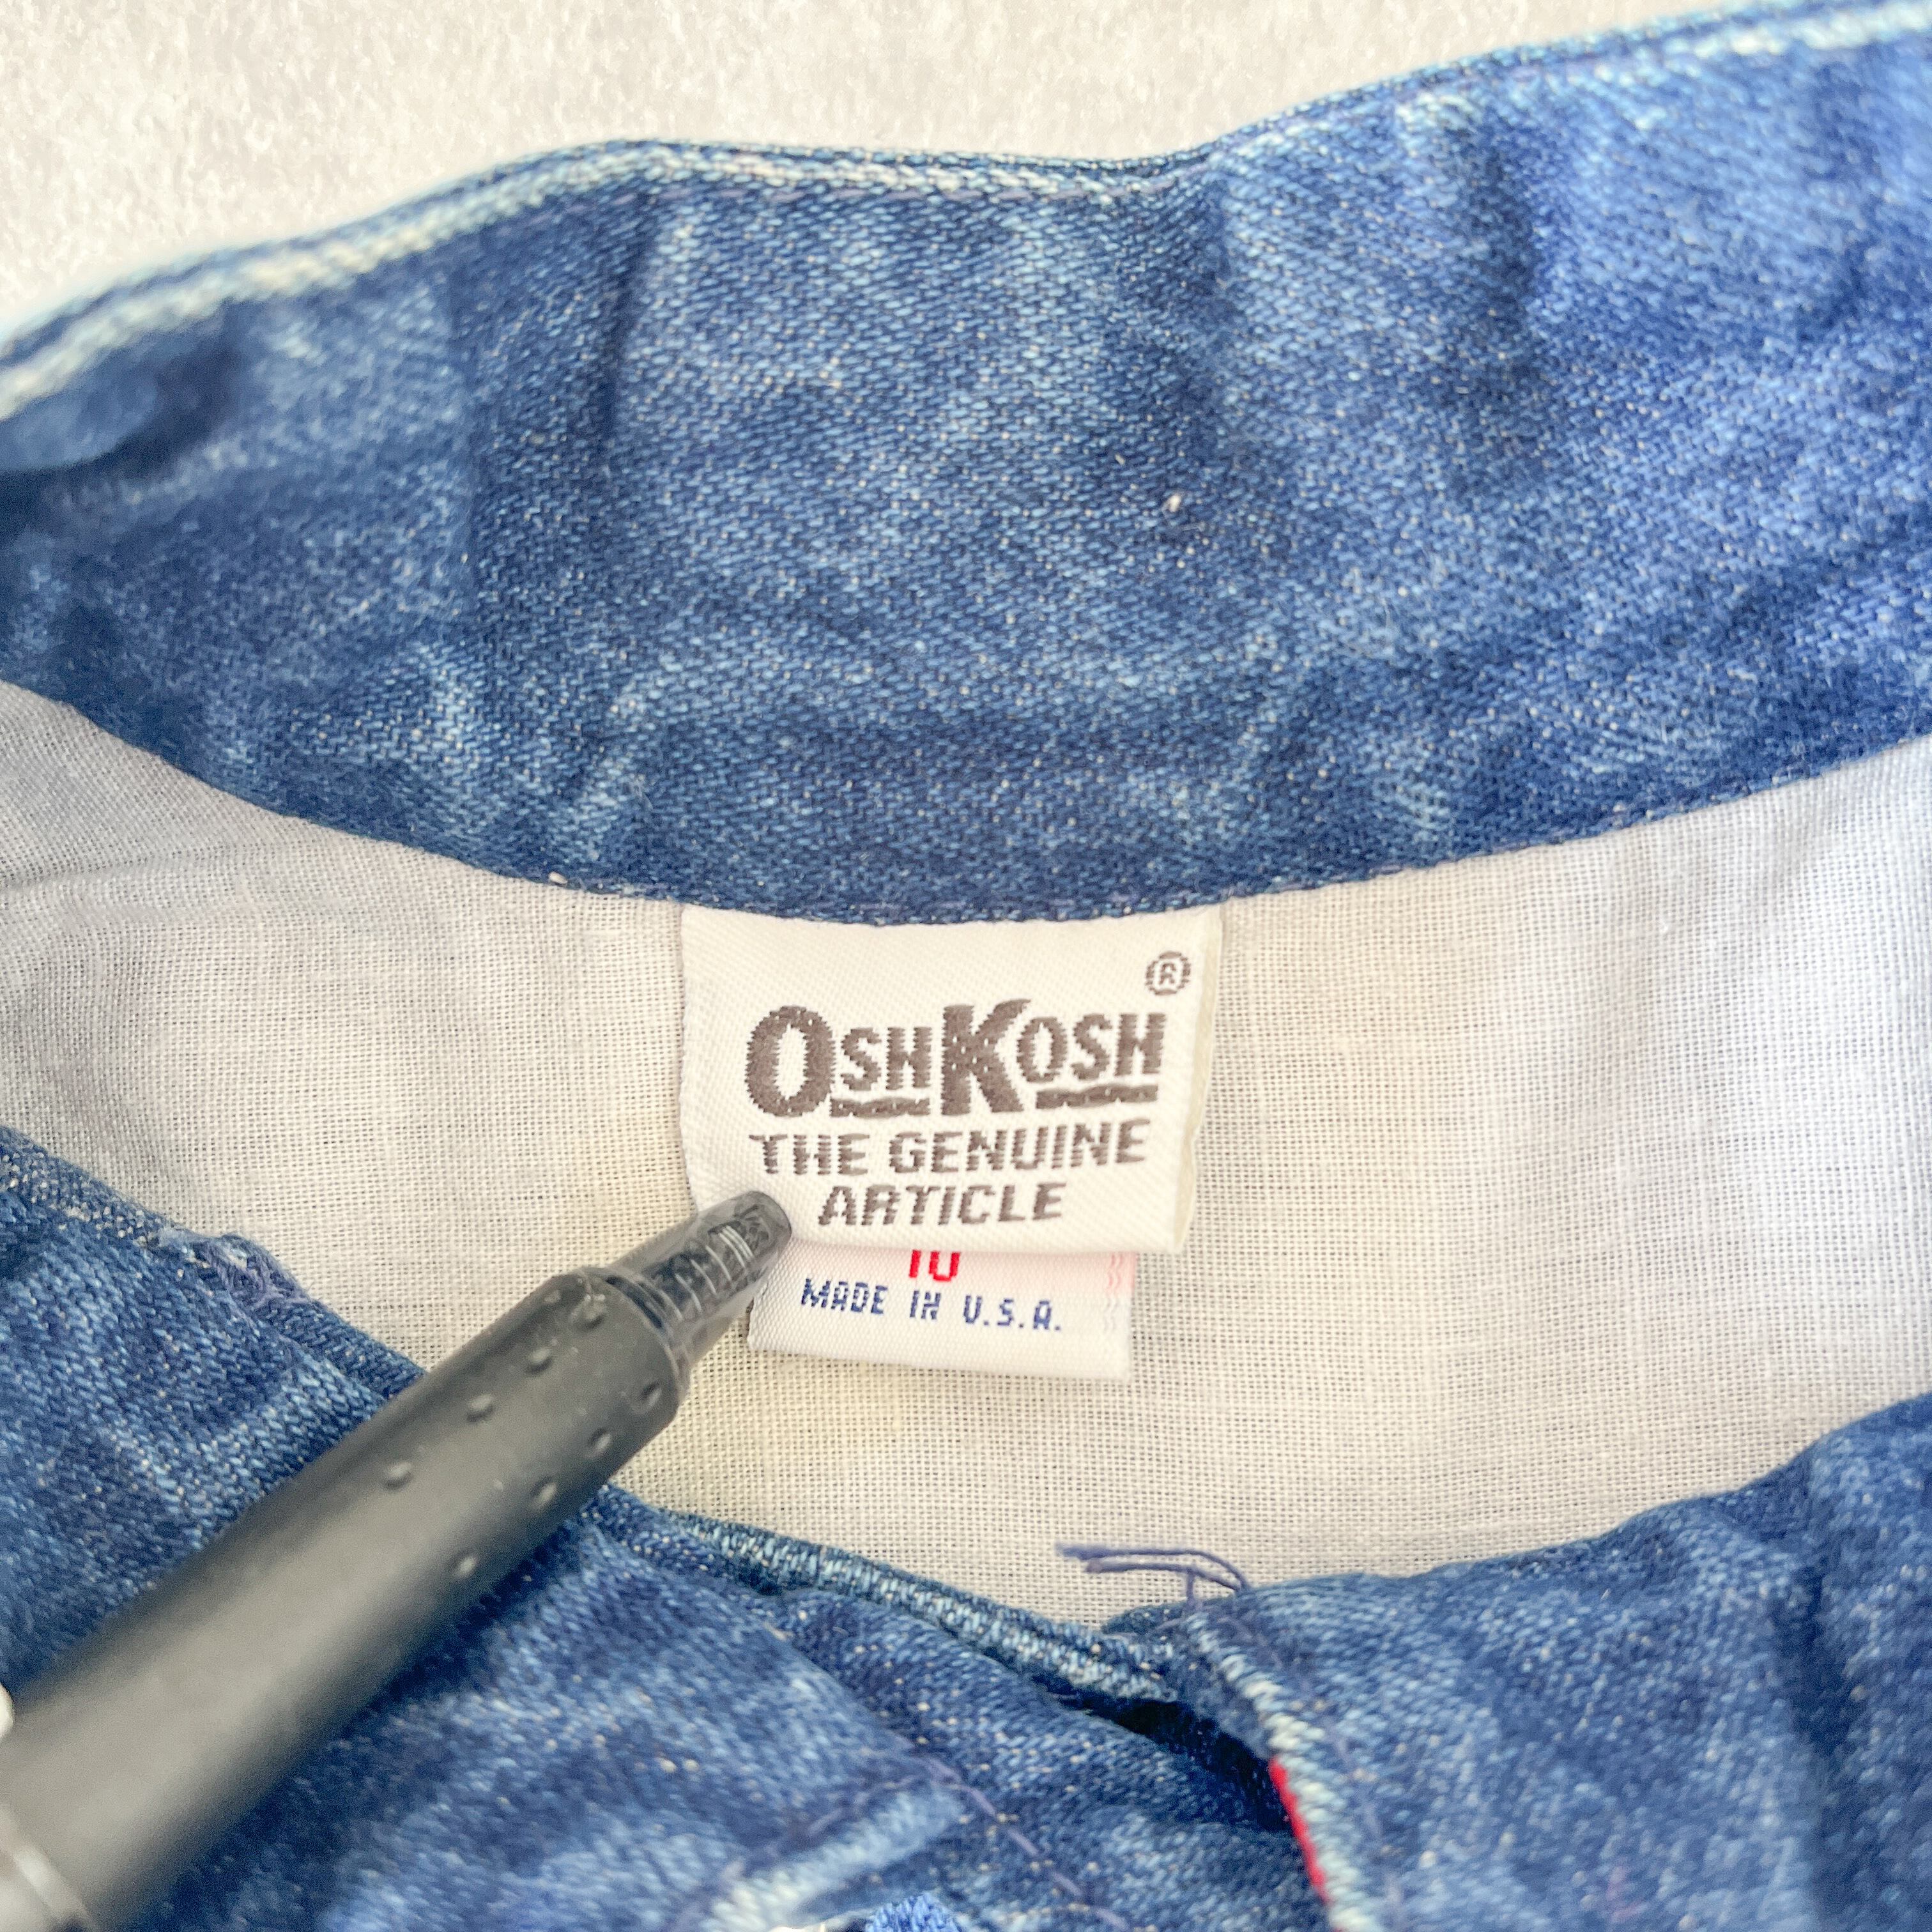 OshKosh®
THE GENUINE
ARTICLE
10
MADE IN U.S.A.